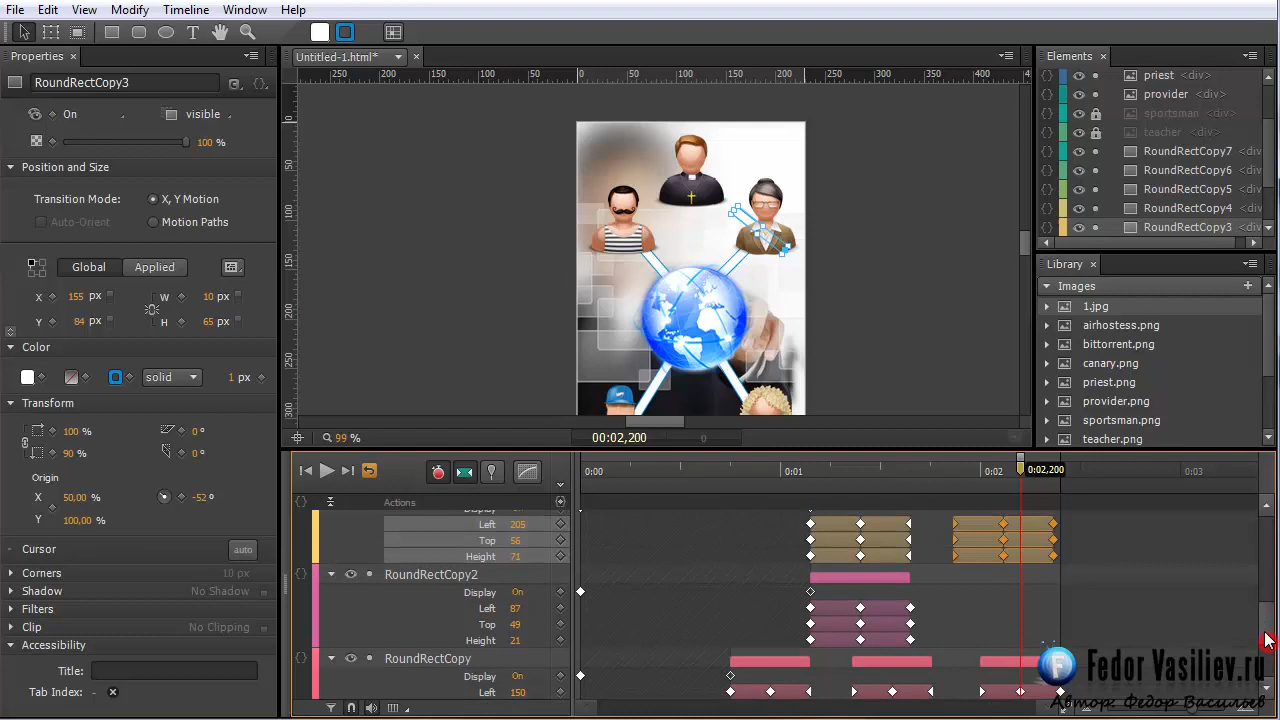 File Edit View Modify Timeline Window Help
Properties
Untitled-1.html*
Elements
250 200 150 100 50 0 50 100 150 200 250 300 350 400
RoundRectCopy3
priest <div>
provider <div>
sportsman <div>
teacher <div>
RoundRectCopy7 <div>
RoundRectCopy6 <div>
RoundRectCopy5 <div>
RoundRectCopy4 <div>
RoundRectCopy3 <div>
On visible
100 %
Position and Size
Transition Mode: X, Y Motion
Auto-Orient Motion Paths
Global Applied
X 155 px W 10 px
Y 84 px H 65 px
Color
solid 1 px
Transform
100 % 0 º
90 % 0 º
Origin
X 50,00 % -52 º
Y 100,00 %
Cursor auto
Corners 10 px
Shadow No Shadow
Filters
Clip No Clipping
Accessibility
Title:
Tab Index: -
0 50 100 150 200 250 300
99 % 00:02,200 0
Library
Images
1.jpg
airhostess.png
bittorrent.png
canary.png
priest.png
provider.png
sportsman.png
teacher.png
0:00 0:01 0:02 0:02,200 0:03
Actions
Left 205
Top 56
Height 71
RoundRectCopy2
Display On
Left 87
Top 49
Height 21
RoundRectCopy
Display On
Left 150
Fedor Vasiliev.ru
Автор: Федор Васильев